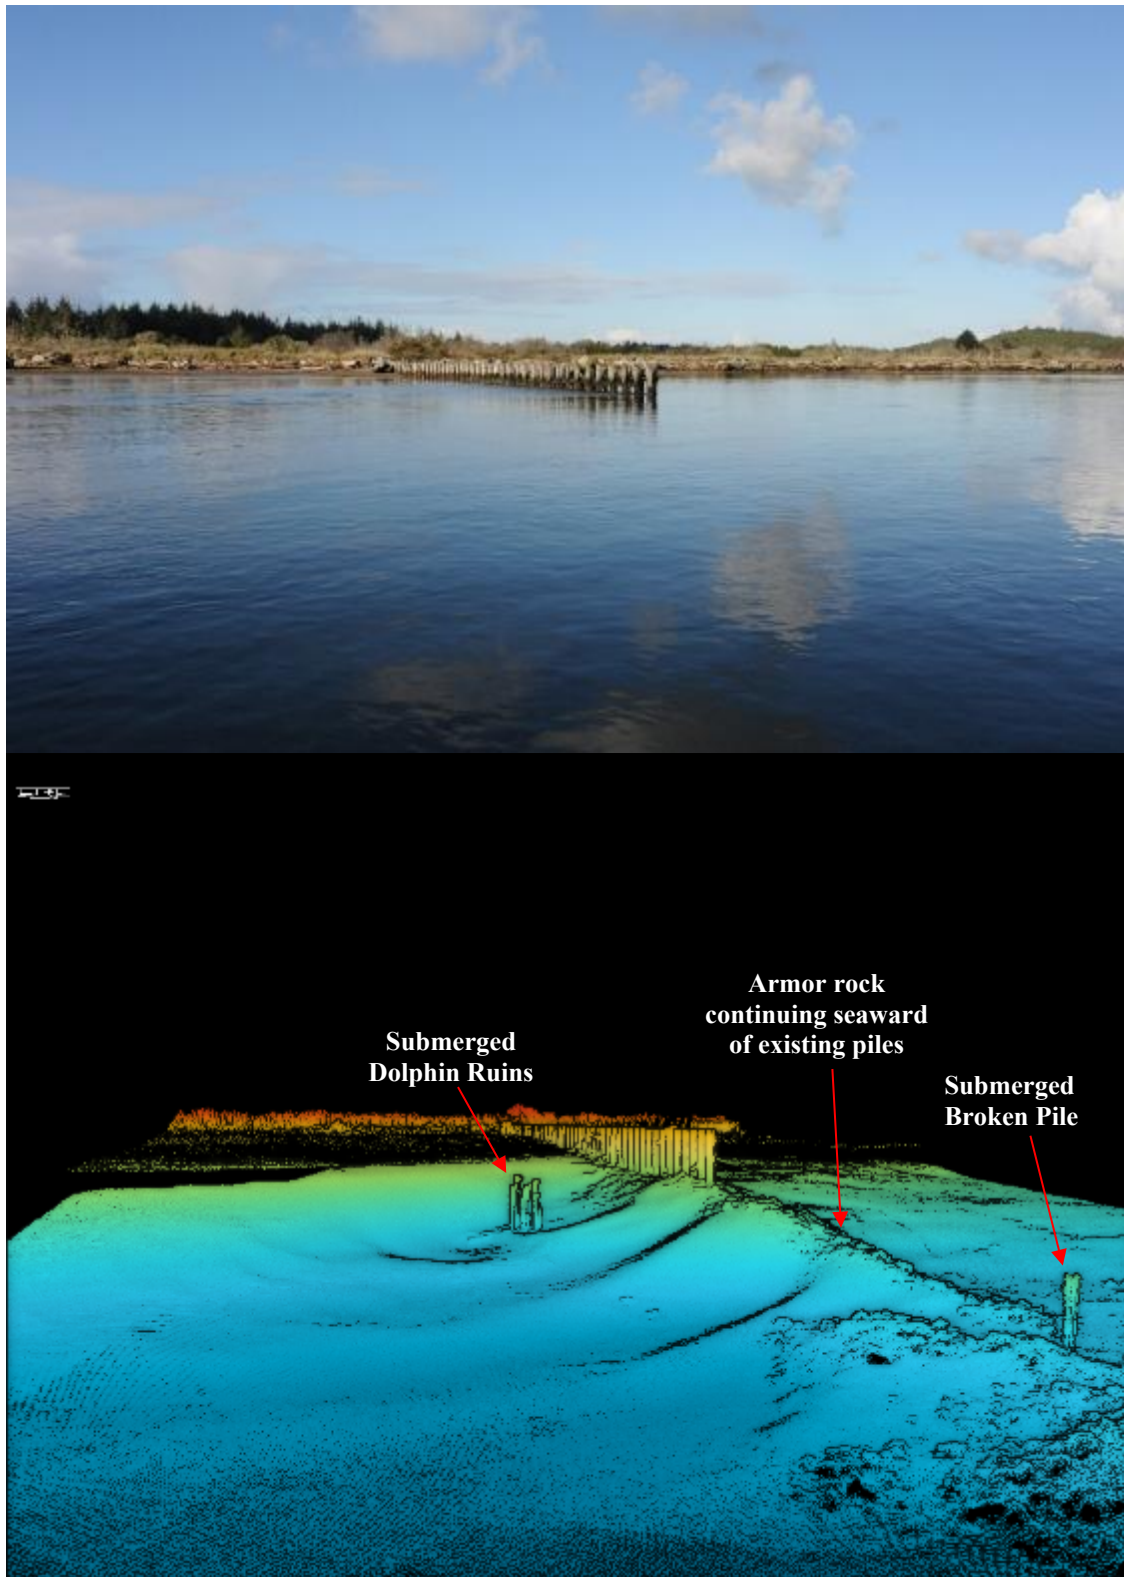 Armor rock
continuing seaward
of existing piles
Submerged
Dolphin Ruins
Submerged
Broken Pile